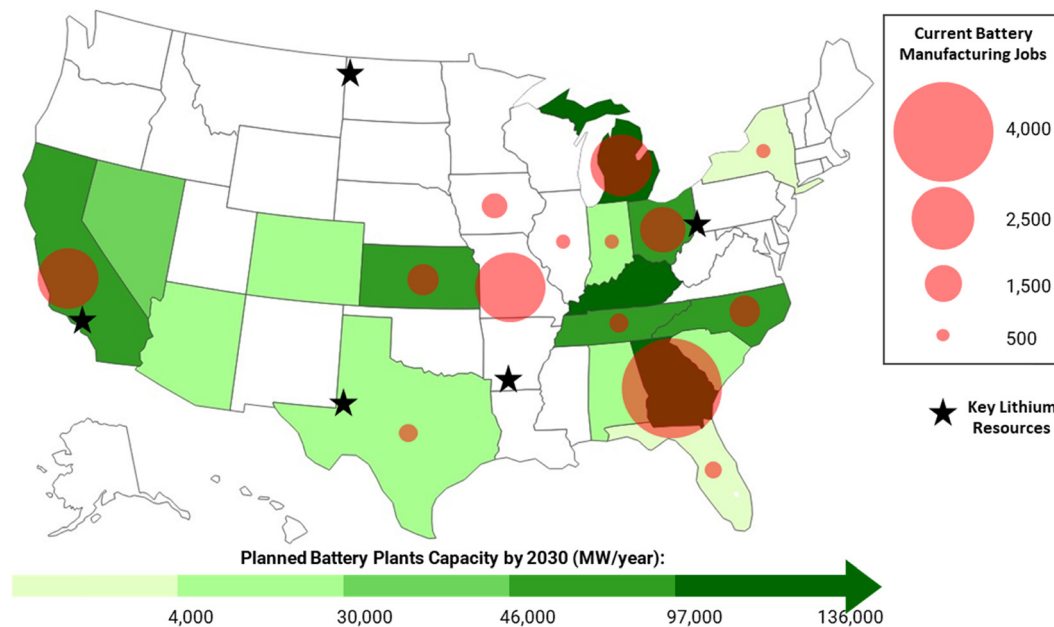 Current Battery
Manufacturing Jobs
4,000
2,500
1,500
500
Key Lithium
Resources
Planned Battery Plants Capacity by 2030 (MW/year):
4,000 30,000 46,000 97,000 136,000